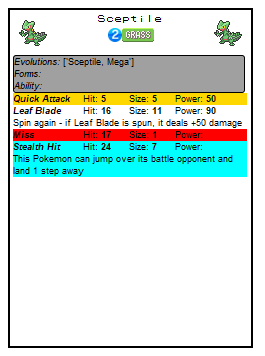 Sceptile
2 GRASS
Evolutions: ['Sceptile, Mega']
Forms:
Ability:
Quick Attack Hit: 5 Size: 5 Power: 50
Leaf Blade Hit: 16 Size: 11 Power: 90
Spin again - if Leaf Blade is spun, it deals +50 damage
Miss Hit: 17 Size: 1 Power:
Stealth Hit Hit: 24 Size: 7 Power:
This Pokemon can jump over its battle opponent and
land 1 step away